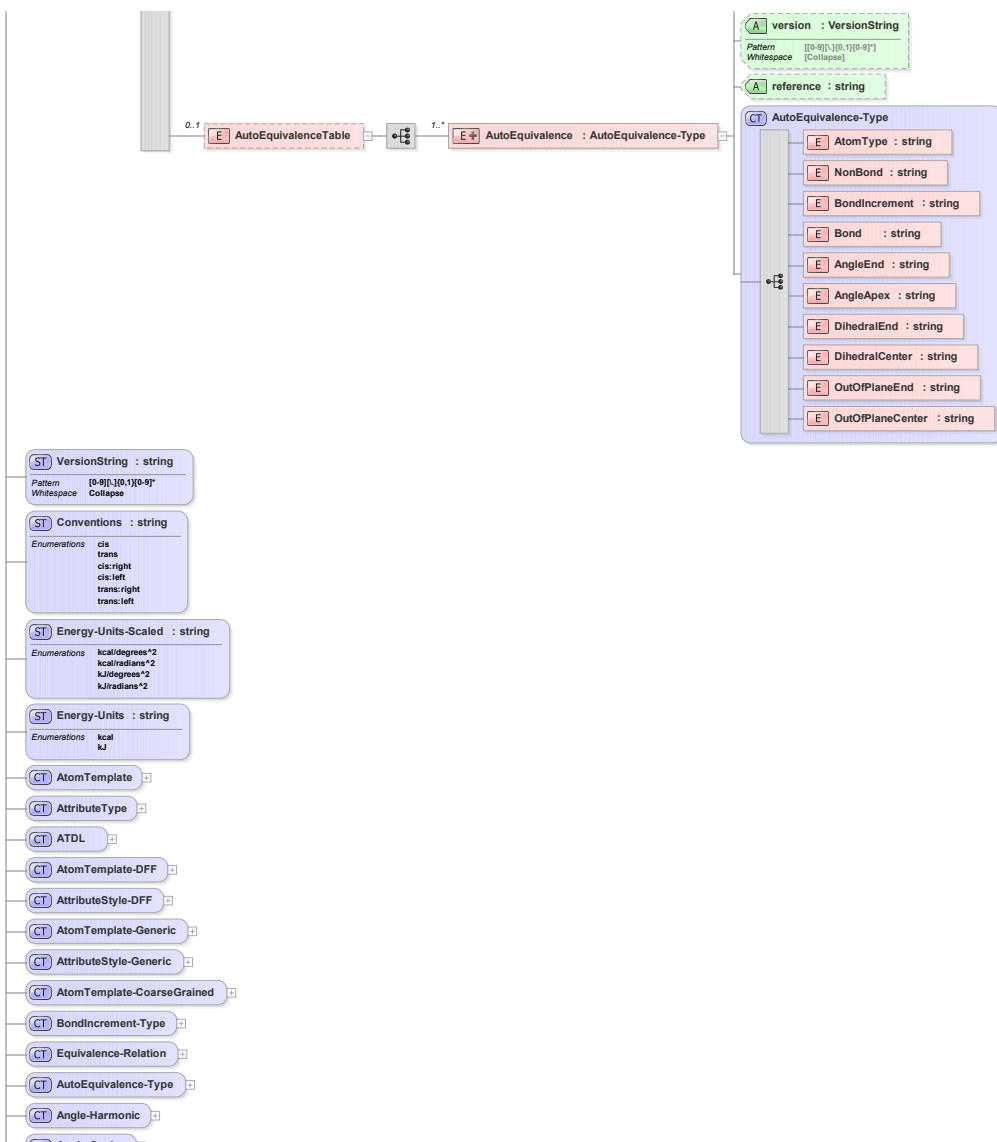 A version : VersionString
Pattern [[0-9][\.]{0,1}[0-9]*]
Whitespace [Collapse]
A reference : string
0..1 E AutoEquivalenceTable 1..* E+ AutoEquivalence : AutoEquivalence-Type
CT AutoEquivalence-Type
E AtomType : string
E NonBond : string
E BondIncrement : string
E Bond : string
E AngleEnd : string
E AngleApex : string
E DihedralEnd : string
E DihedralCenter : string
E OutOfPlaneEnd : string
E OutOfPlaneCenter : string
ST VersionString : string
Pattern [0-9][\.]{0,1}[0-9]*
Whitespace Collapse
ST Conventions : string
Enumerations cis
trans
cis:right
cis:left
trans:right
trans:left
ST Energy-Units-Scaled : string
Enumerations kcal/degrees^2
kcal/radians^2
kJ/degrees^2
kJ/radians^2
ST Energy-Units : string
Enumerations kcal
kJ
CT AtomTemplate
CT AttributeType
CT ATDL
CT AtomTemplate-DFF
CT AttributeStyle-DFF
CT AtomTemplate-Generic
CT AttributeStyle-Generic
CT AtomTemplate-CoarseGrained
CT BondIncrement-Type
CT Equivalence-Relation
CT AutoEquivalence-Type
CT Angle-Harmonic